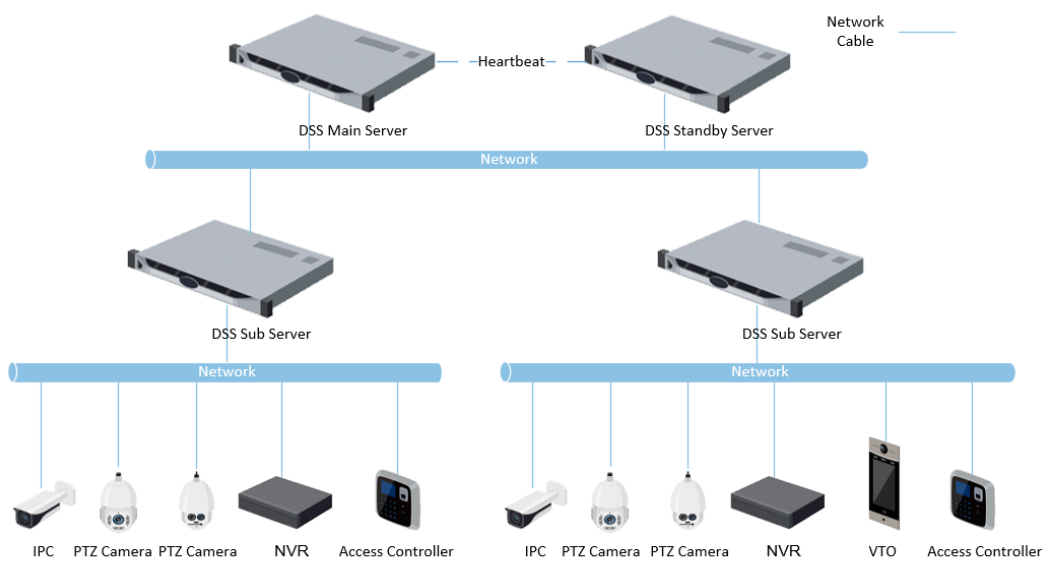 Network
Cable
Heartbeat
DSS Main Server
DSS Standby Server
Network
DSS Sub Server
DSS Sub Server
Network
Network
IPC
PTZ Camera
PTZ Camera
NVR
Access Controller
IPC
PTZ Camera
PTZ Camera
NVR
VTO
Access Controller